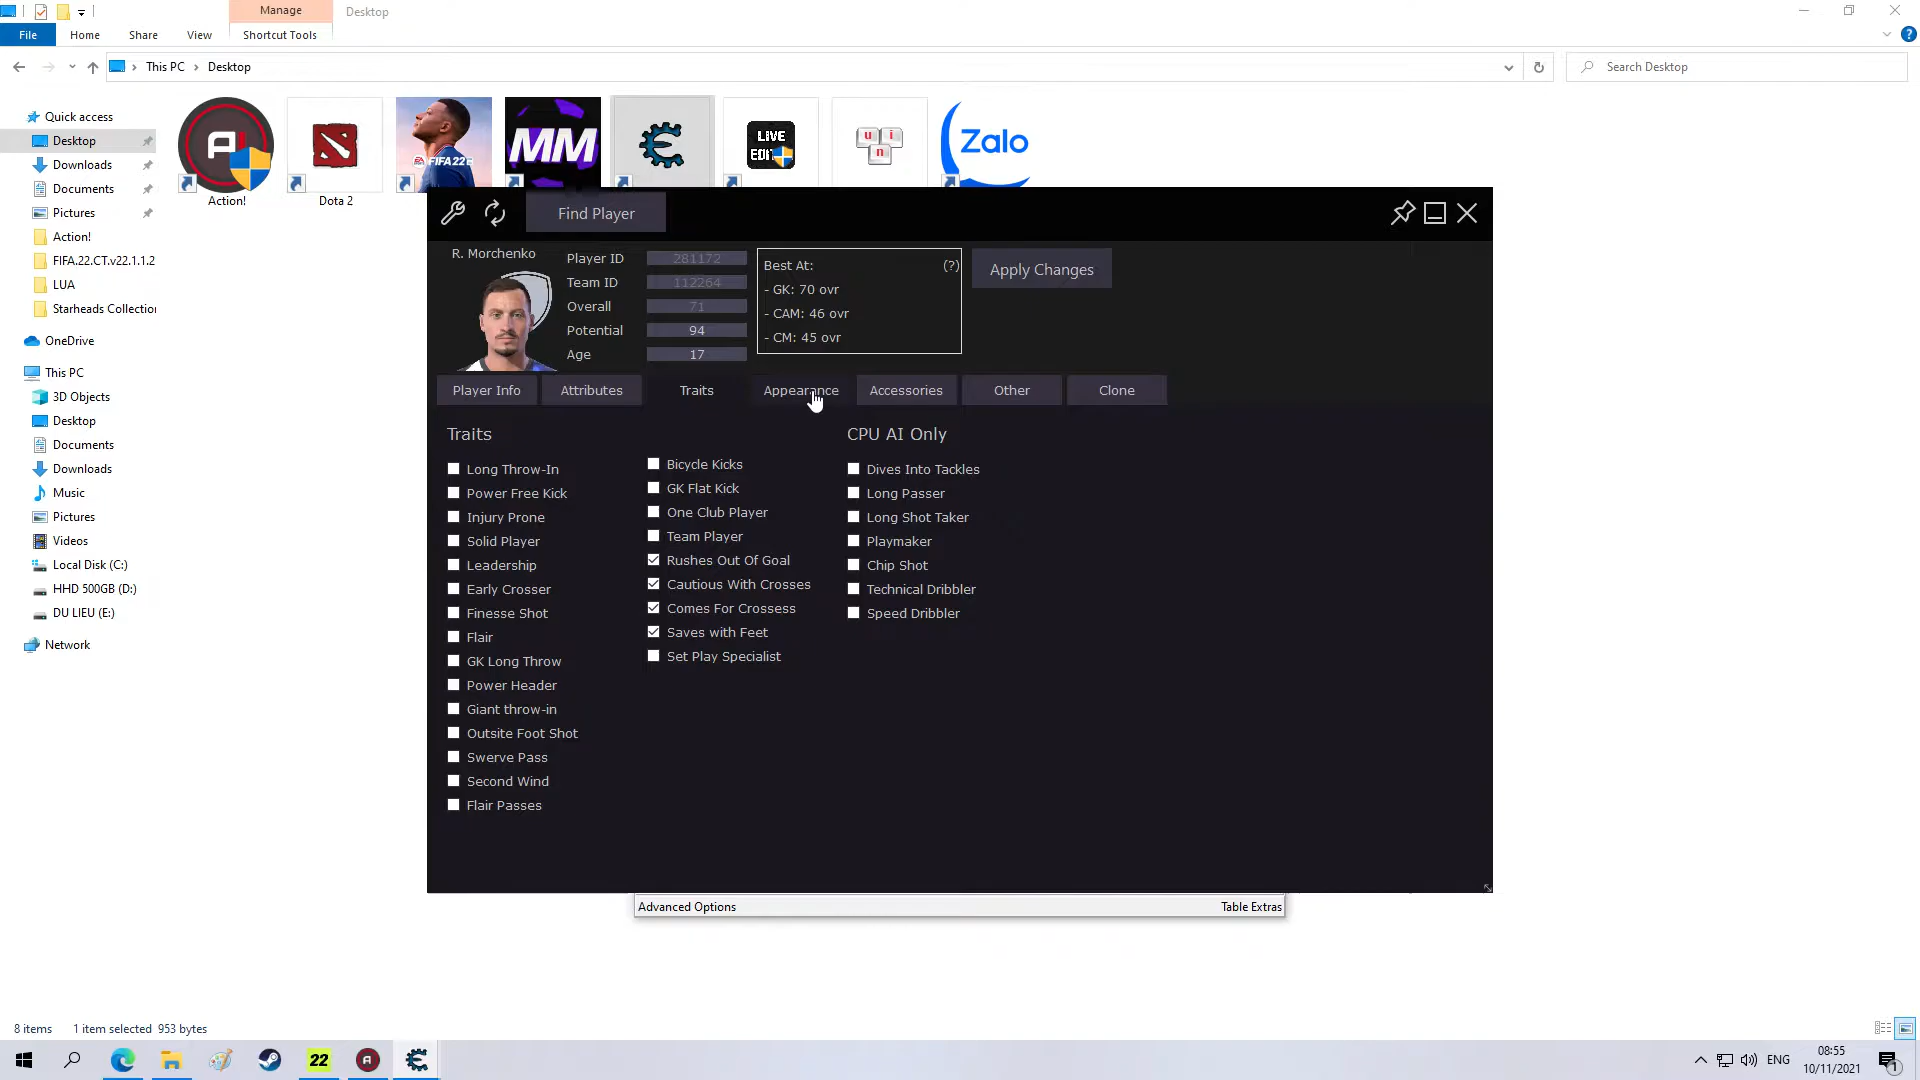 Manage
Desktop
File
Home
Share
View
Shortcut Tools
This PC
Desktop
Search Desktop
Quick access
Desktop
Downloads
Documents
Pictures
Action!
FIFA.22.CT.v22.1.1.2
LUA
Starheads Collection
OneDrive
This PC
3D Objects
Desktop
Documents
Downloads
Music
Pictures
Videos
Local Disk (C:)
HHD 500GB (D:)
DU LIEU (E:)
Network
A!
EA FIFA 22
MM
LIVE
EDIT
u i
n
Zalo
Action!
Dota 2
Find Player
R. Morchenko
Player ID 281172
Team ID 112264
Overall 71
Potential 94
Age 17
Best At: (?)
- GK: 70 ovr
- CAM: 46 ovr
- CM: 45 ovr
Apply Changes
Player Info
Attributes
Traits
Appearance
Accessories
Other
Clone
Traits
Long Throw-In
Power Free Kick
Injury Prone
Solid Player
Leadership
Early Crosser
Finesse Shot
Flair
GK Long Throw
Power Header
Giant throw-in
Outsite Foot Shot
Swerve Pass
Second Wind
Flair Passes
Bicycle Kicks
GK Flat Kick
One Club Player
Team Player
Rushes Out Of Goal
Cautious With Crosses
Comes For Crossess
Saves with Feet
Set Play Specialist
CPU AI Only
Dives Into Tackles
Long Passer
Long Shot Taker
Playmaker
Chip Shot
Technical Dribbler
Speed Dribbler
Advanced Options
Table Extras
8 items
1 item selected 953 bytes
22
A
ENG
08:55
10/11/2021
1